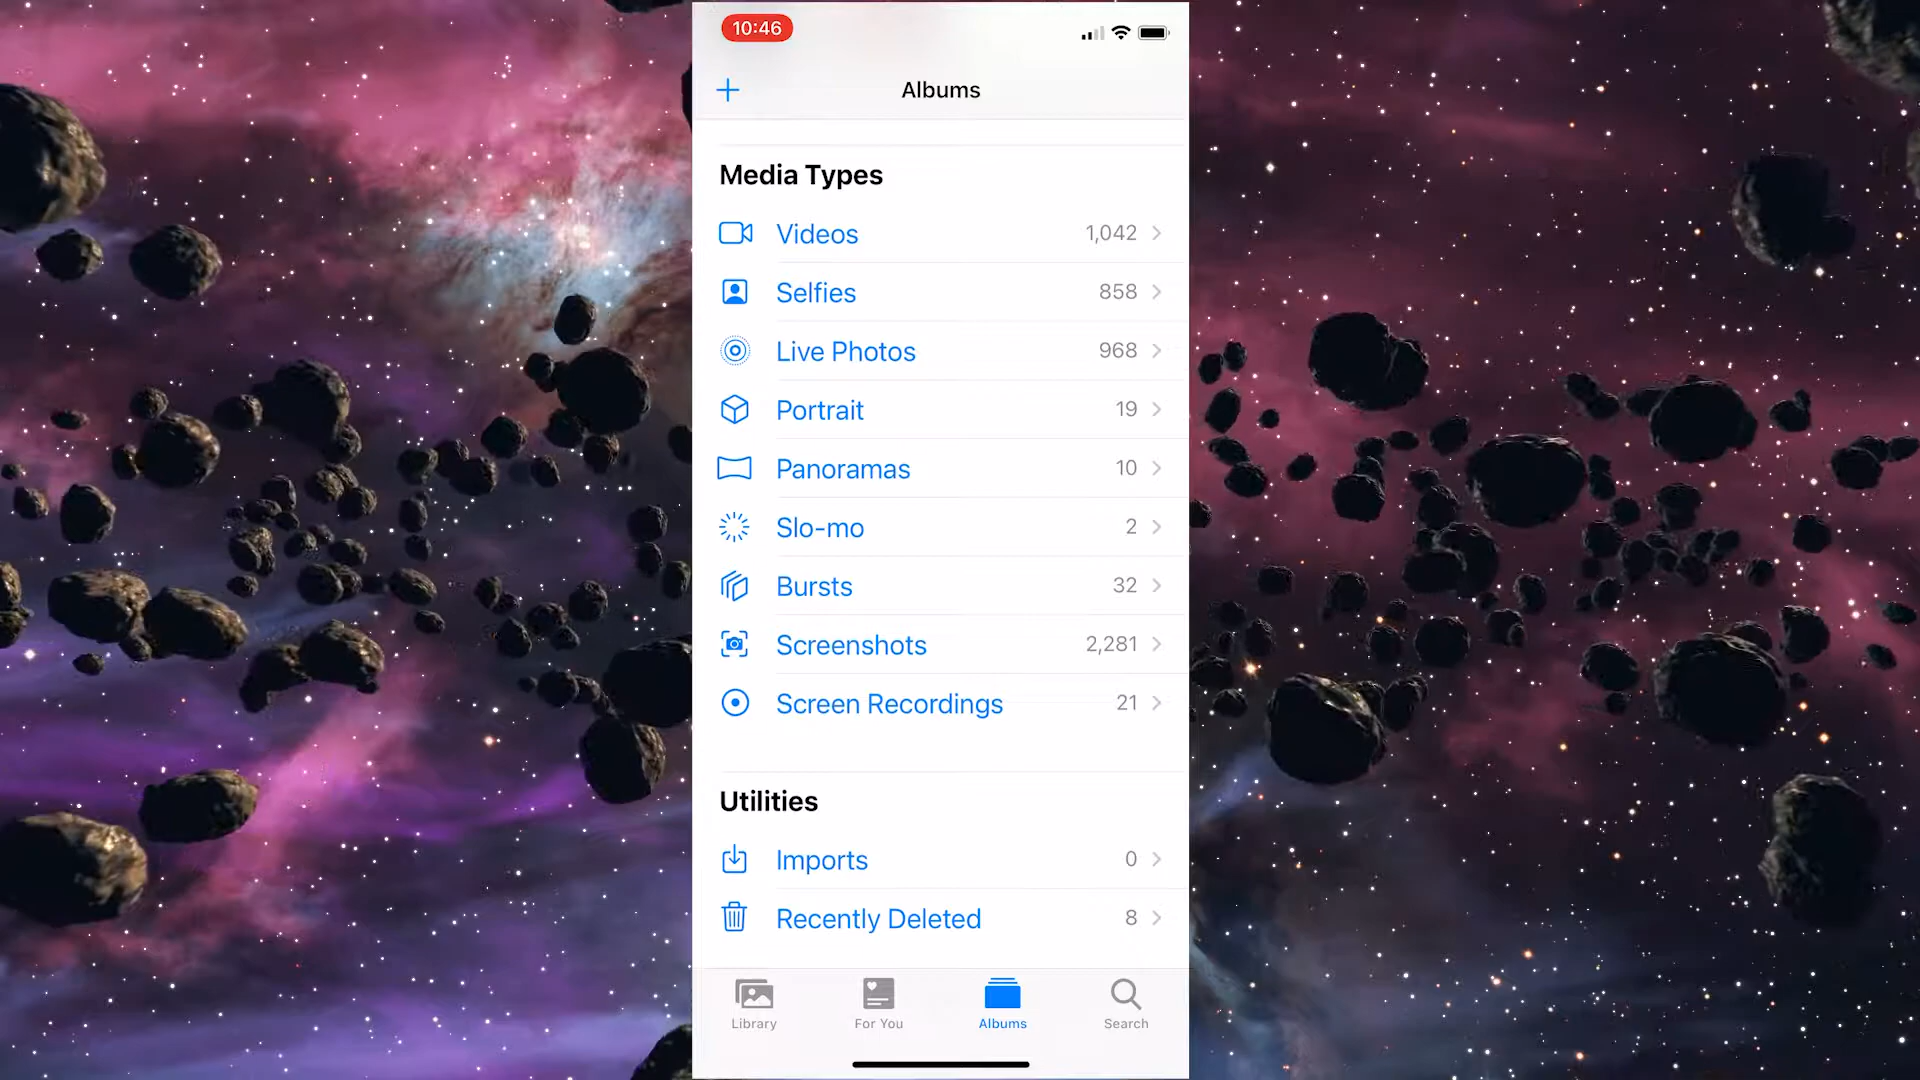 10:46
Albums
Media Types
Videos 1,042
Selfies 858
Live Photos 968
Portrait 19
Panoramas 10
Slo-mo 2
Bursts 32
Screenshots 2,281
Screen Recordings 21
Utilities
Imports 0
Recently Deleted 8
Library For You Albums Search